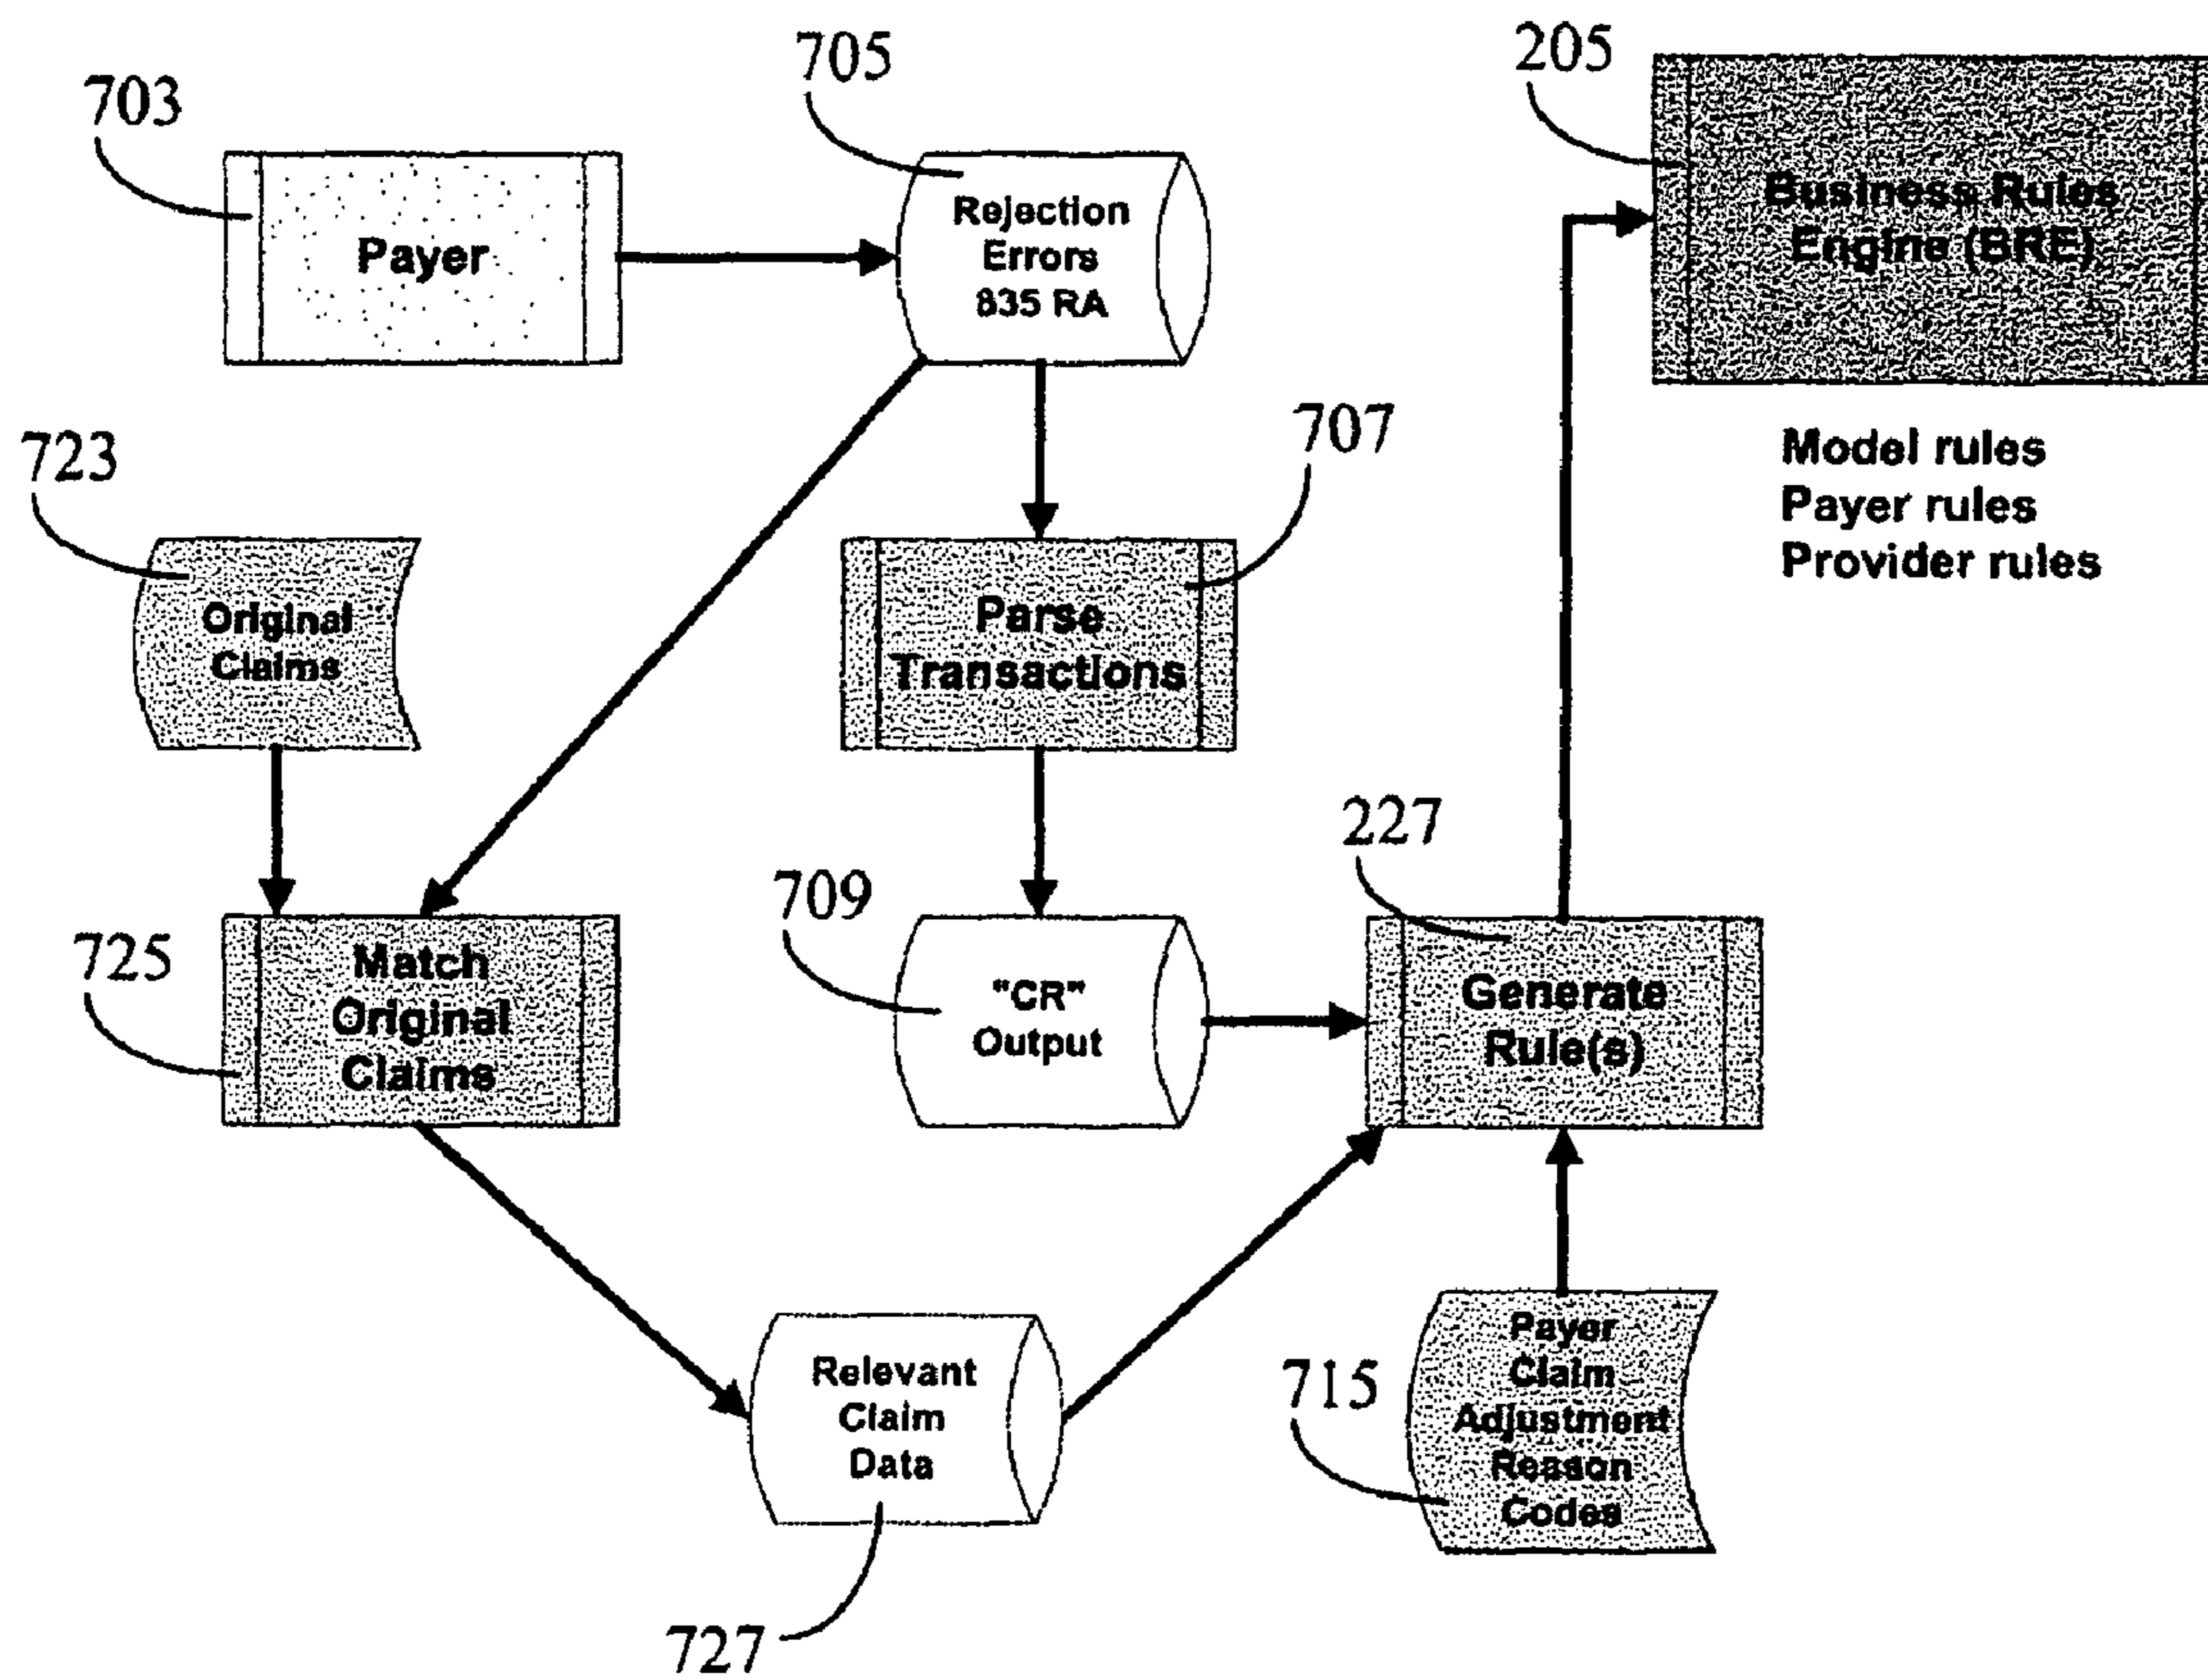 705
205
703
Rejection
Errors
835 RA
Business Rules
Engine (BRE)
Payer
707
Model rules
Payer rules
Provider rules
723
Original
Claims
Parse
Transactions
227
709
725
Match
Original
Claims
"CR"
Output
Generate
Rule(s)
Relevant
Claim
Data
715
Payer
Claim
Adjustment
Reason
Codes
727